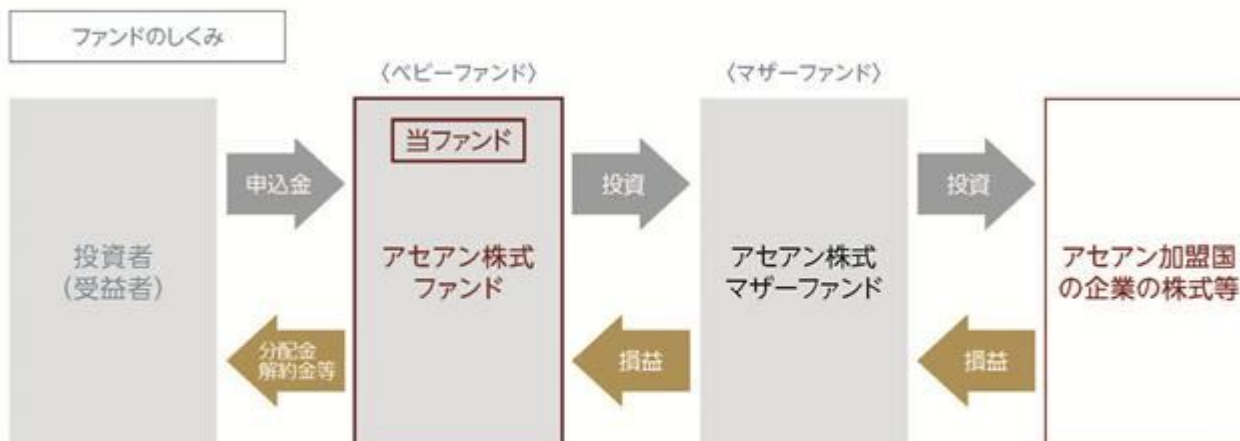 ファンドのしくみ
〈ベビーファンド〉
〈マザーファンド〉
当ファンド
申込金
投資
投資
投資者
(受益者)
アセアン株式
ファンド
アセアン株式
マザーファンド
アセアン加盟国
の企業の株式等
分配金
解約金等
損益
損益